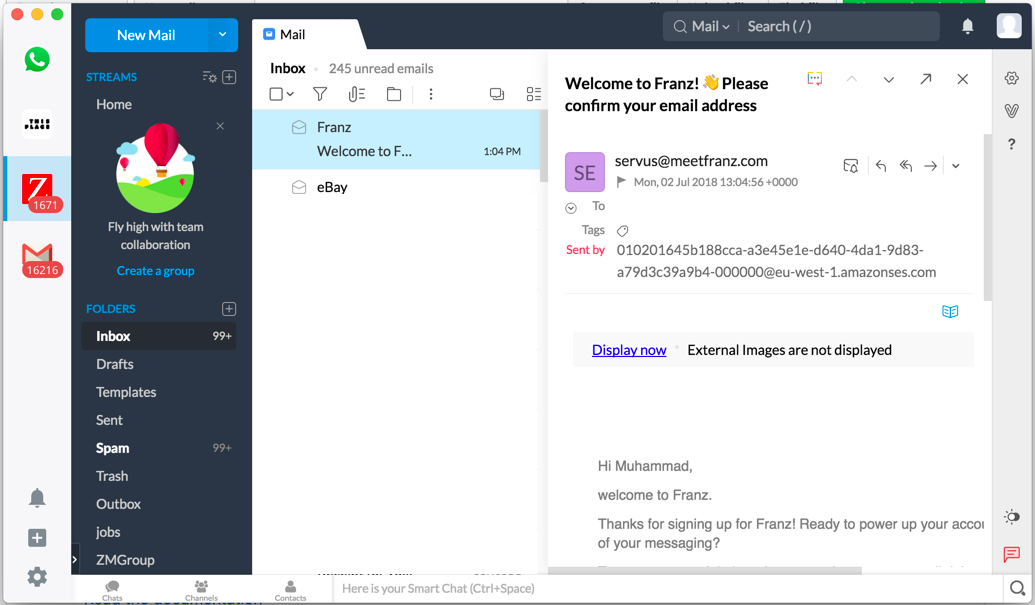 New Mail
Mail
Mail
Search ( / )
STREAMS
Home
Fly high with team
collaboration
Create a group
FOLDERS
Inbox 99+
Drafts
Templates
Sent
Spam 99+
Trash
Outbox
jobs
ZMGroup
Z
1671
16216
Inbox • 245 unread emails
Franz
Welcome to F... 1:04 PM
eBay
Welcome to Franz! 👋 Please
confirm your email address
SE
servus@meetfranz.com
Mon, 02 Jul 2018 13:04:56 +0000
To
Tags
Sent by 010201645b188cca-a3e45e1e-d640-4da1-9d83-
a79d3c39a9b4-000000@eu-west-1.amazonses.com
Display now • External Images are not displayed
Hi Muhammad,
welcome to Franz.
Thanks for signing up for Franz! Ready to power up your accou
of your messaging?
?
Chats
Channels
Contacts
Here is your Smart Chat (Ctrl+Space)
Read the documentation